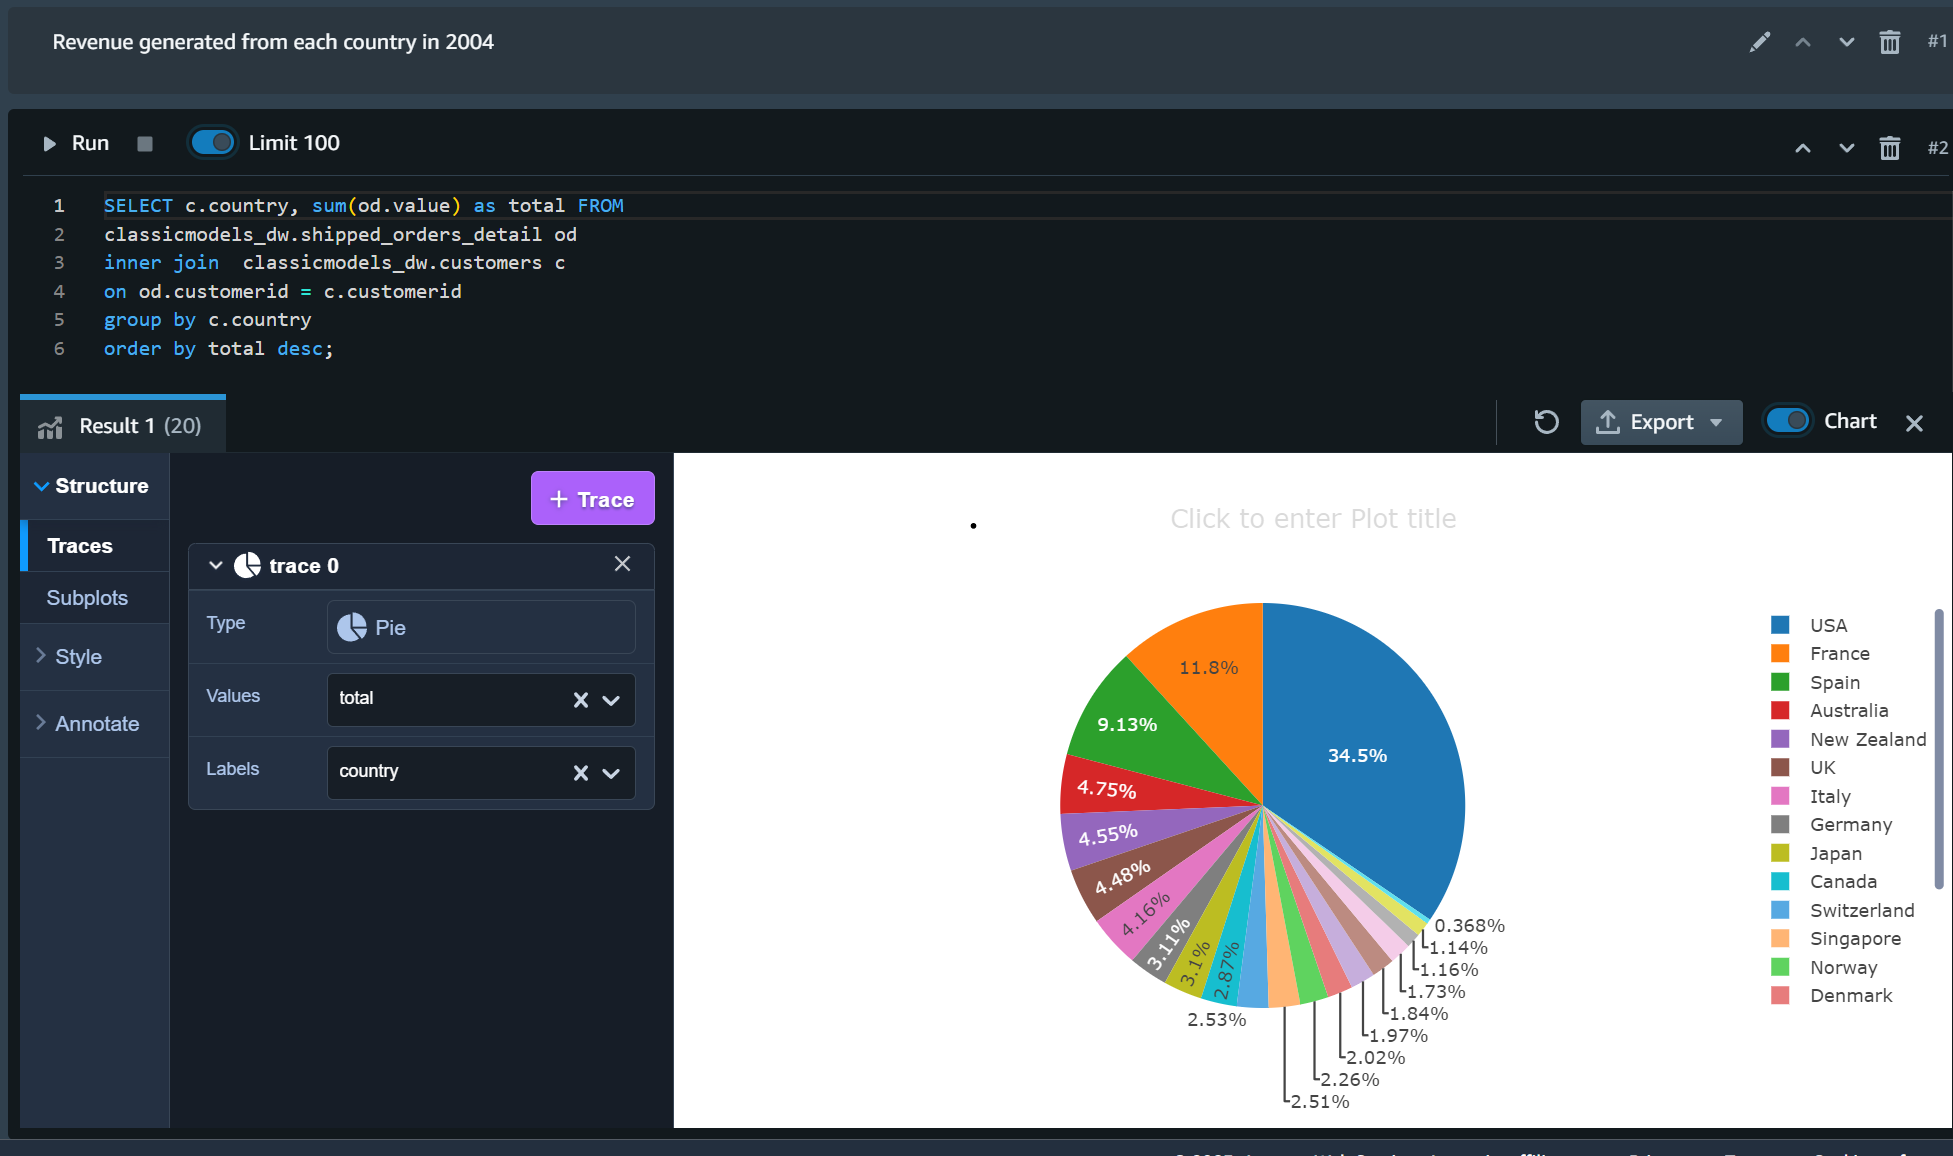 Revenue generated from each country in 2004
#1
Run
Limit 100
#2
1 SELECT c.country, sum(od.value) as total FROM
2 classicmodels_dw.shipped_orders_detail od
3 inner join  classicmodels_dw.customers c
4 on od.customerid = c.customerid
5 group by c.country
6 order by total desc;
Result 1 (20)
Export
Chart
Structure
Traces
Subplots
Style
Annotate
+ Trace
trace 0
Type
Pie
Values
total
Labels
country
Click to enter Plot title
34.5%
11.8%
9.13%
4.75%
4.55%
4.48%
4.16%
3.11%
3.1%
2.87%
2.53%
2.51%
2.26%
2.02%
1.97%
1.84%
1.73%
1.16%
1.14%
0.368%
USA
France
Spain
Australia
New Zealand
UK
Italy
Germany
Japan
Canada
Switzerland
Singapore
Norway
Denmark